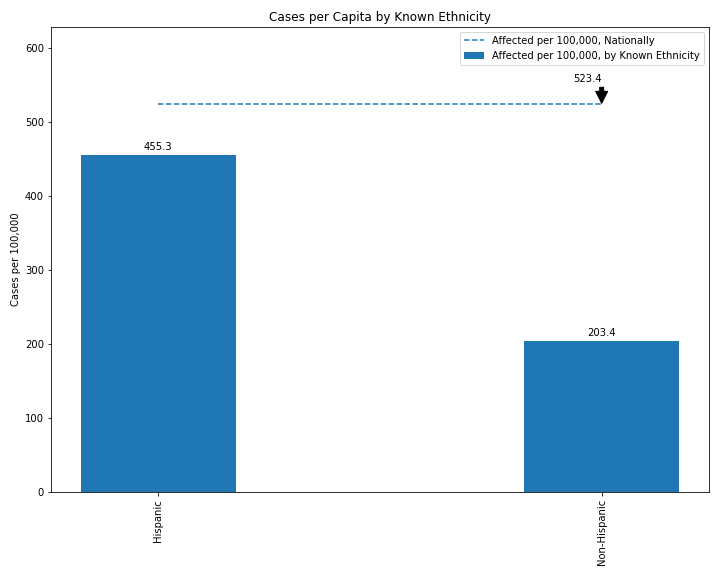 Cases per Capita by Known Ethnicity
Affected per 100,000, Nationally
Affected per 100,000, by Known Ethnicity
523.4
455.3
203.4
Cases per 100,000
600
500
400
300
200
100
0
Hispanic
Non-Hispanic